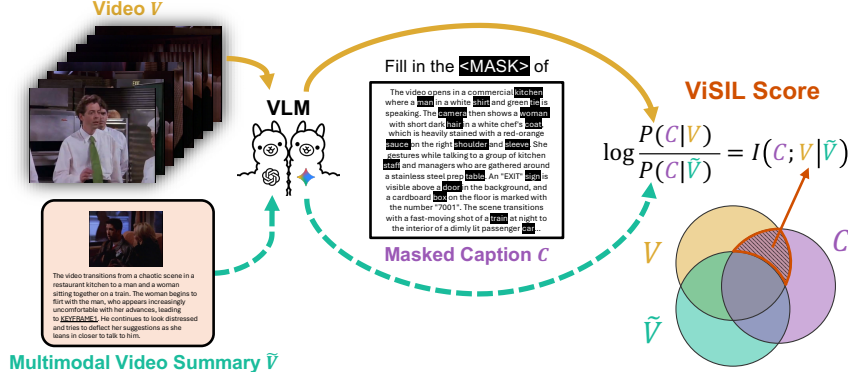 Video V
VLM
Fill in the <MASK> of
The video opens in a commercial kitchen
where a man in a white shirt and green tie is
speaking. The camera then shows a woman
with short dark hair in a white chef's coat
which is heavily stained with a red-orange
sauce on the right shoulder and sleeve. She
gestures while talking to a group of kitchen
staff and managers who are gathered around
a stainless steel prep table. An "EXIT" sign is
visible above a door in the background, and
a cardboard box on the floor is marked with
the number "7001". The scene transitions
with a fast-moving shot of a train at night to
the interior of a dimly lit passenger car...
Masked Caption C
ViSIL Score
log P(C|V) / P(C|Ṽ) = I(C; V|Ṽ)
V
C
Ṽ
The video transitions from a chaotic scene in a
restaurant kitchen to a man and a woman
sitting together on a train. The woman begins to
flirt with the man, who appears increasingly
uncomfortable with her advances, leading
to KEYFRAME1. He continues to look distressed
and tries to deflect her suggestions as she
leans in closer to talk to him.
Multimodal Video Summary Ṽ